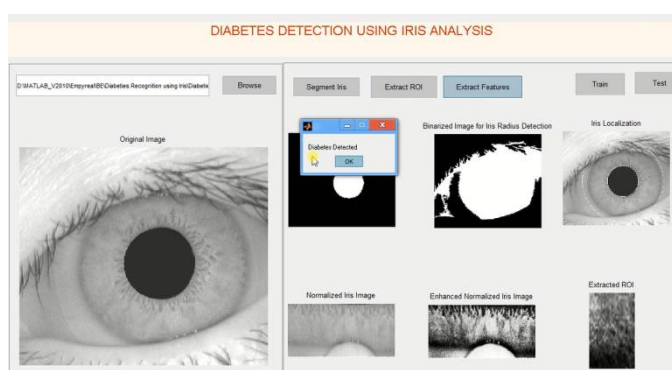 DIABETES DETECTION USING IRIS ANALYSIS
D:\MATLAB_V2010\Empyreal\BE\Diabeties Recognition using Iris\Diabete
Browse
Segment Iris
Extract ROI
Extract Features
Train
Test
Original Image
Diabetes Detected
OK
Binarized Image for Iris Radius Detection
Iris Localization
Normalized Iris Image
Enhanced Normalized Iris Image
Extracted ROI